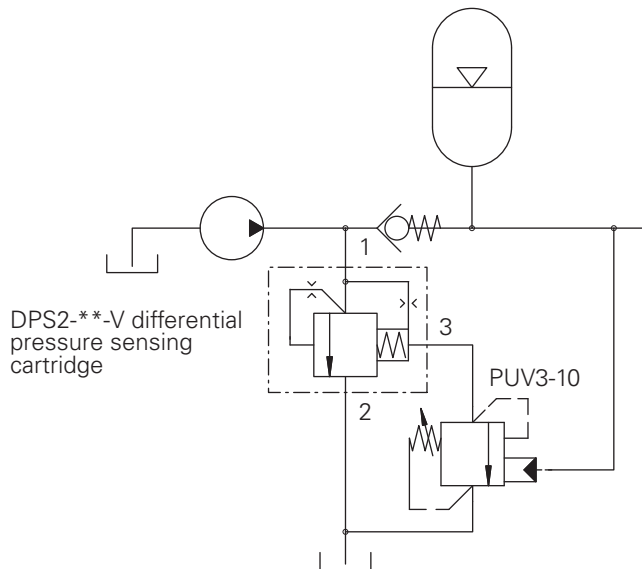 1
DPS2-**-V differential
pressure sensing
cartridge
3
PUV3-10
2